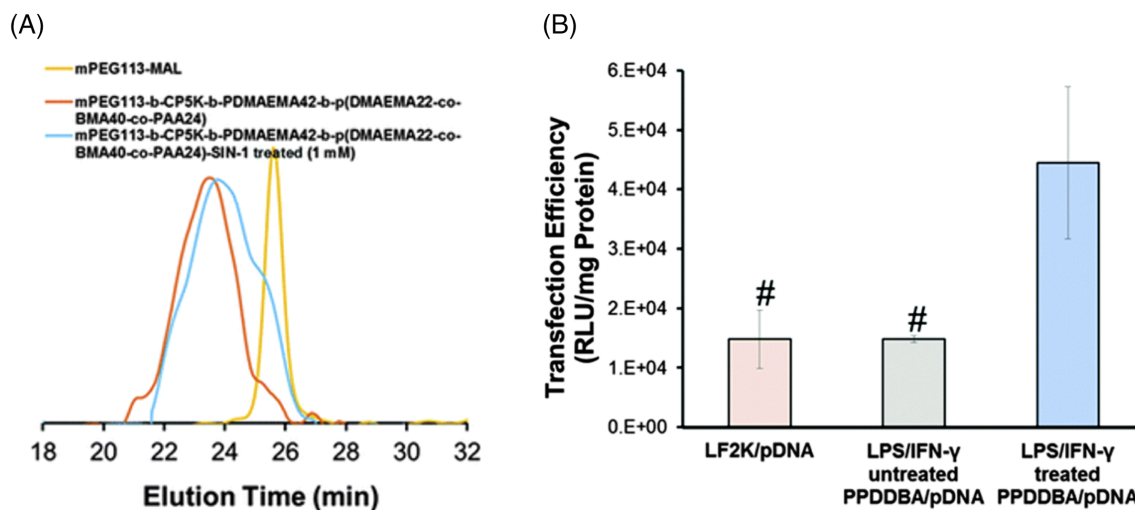 (A)
mPEG113-MAL
mPEG113-b-CP5K-b-PDMAEMA42-b-p(DMAEMA22-co-
BMA40-co-PAA24)
mPEG113-b-CP5K-b-PDMAEMA42-b-p(DMAEMA22-co-
BMA40-co-PAA24)-SIN-1 treated (1 mM)
18 20 22 24 26 28 30 32
Elution Time (min)
(B)
Transfection Efficiency
(RLU/mg Protein)
6.E+04
5.E+04
4.E+04
3.E+04
2.E+04
1.E+04
0.E+00
# #
LF2K/pDNA
LPS/IFN-γ
untreated
PPDDBA/pDNA
LPS/IFN-γ
treated
PPDDBA/pDNA